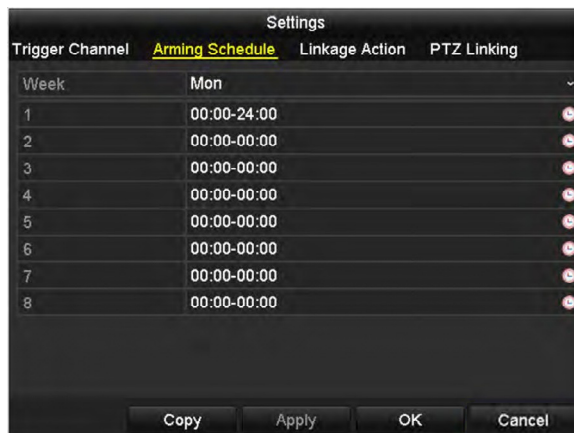 Settings
Trigger Channel Arming Schedule Linkage Action PTZ Linking
Week Mon
1 00:00-24:00
2 00:00-00:00
3 00:00-00:00
4 00:00-00:00
5 00:00-00:00
6 00:00-00:00
7 00:00-00:00
8 00:00-00:00
Copy Apply OK Cancel